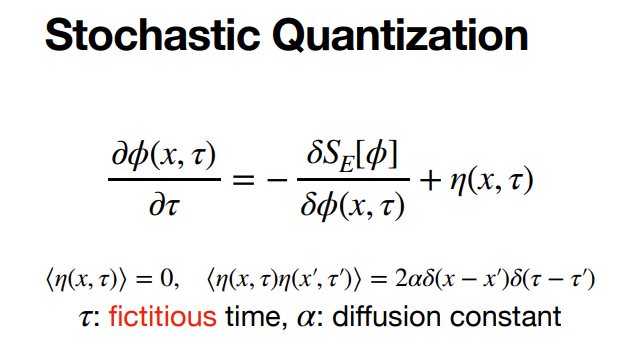 Stochastic Quantization
∂ϕ(x, τ)/∂τ = − δS_E[ϕ]/δϕ(x, τ) + η(x, τ)
⟨η(x, τ)⟩ = 0, ⟨η(x, τ)η(x′, τ′)⟩ = 2αδ(x − x′)δ(τ − τ′)
τ: fictitious time, α: diffusion constant